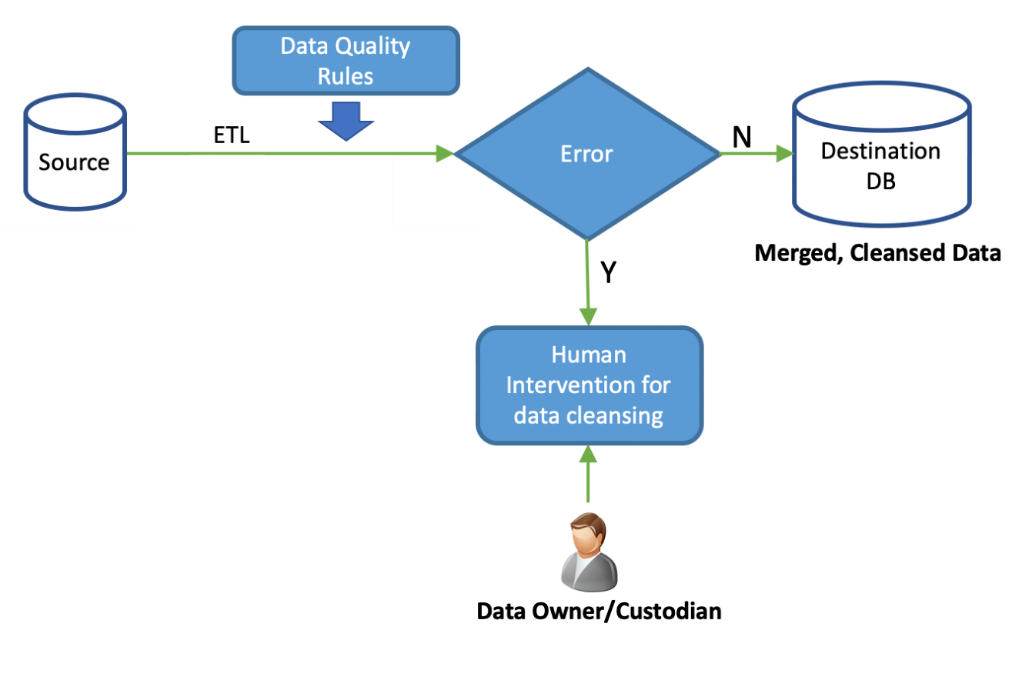 Data Quality
Rules
ETL
Source
Error
N
Destination
DB
Merged, Cleansed Data
Y
Human
Intervention for
data cleansing
Data Owner/Custodian